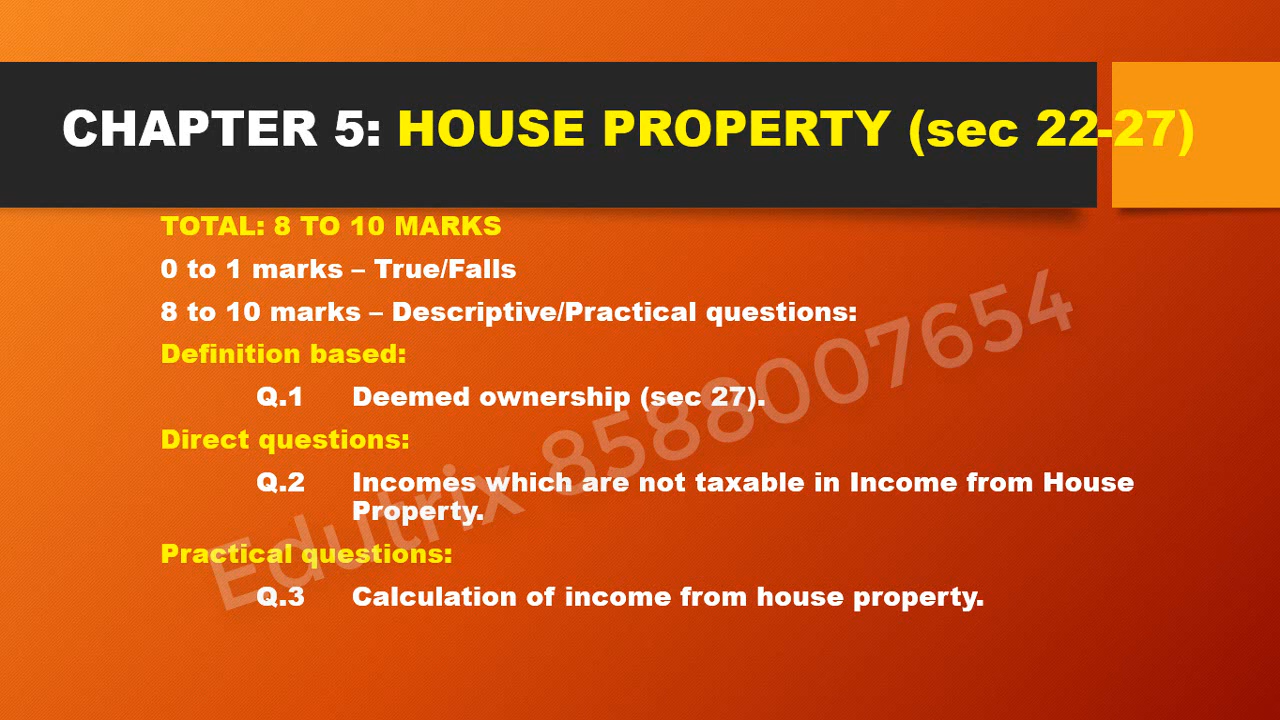 CHAPTER 5: HOUSE PROPERTY (sec 22-27)
TOTAL: 8 TO 10 MARKS
0 to 1 marks – True/Falls
8 to 10 marks – Descriptive/Practical questions:
Definition based:
Q.1 Deemed ownership (sec 27).
Direct questions:
Q.2 Incomes which are not taxable in Income from House
Property.
Practical questions:
Q.3 Calculation of income from house property.
Edutrix 8588007654